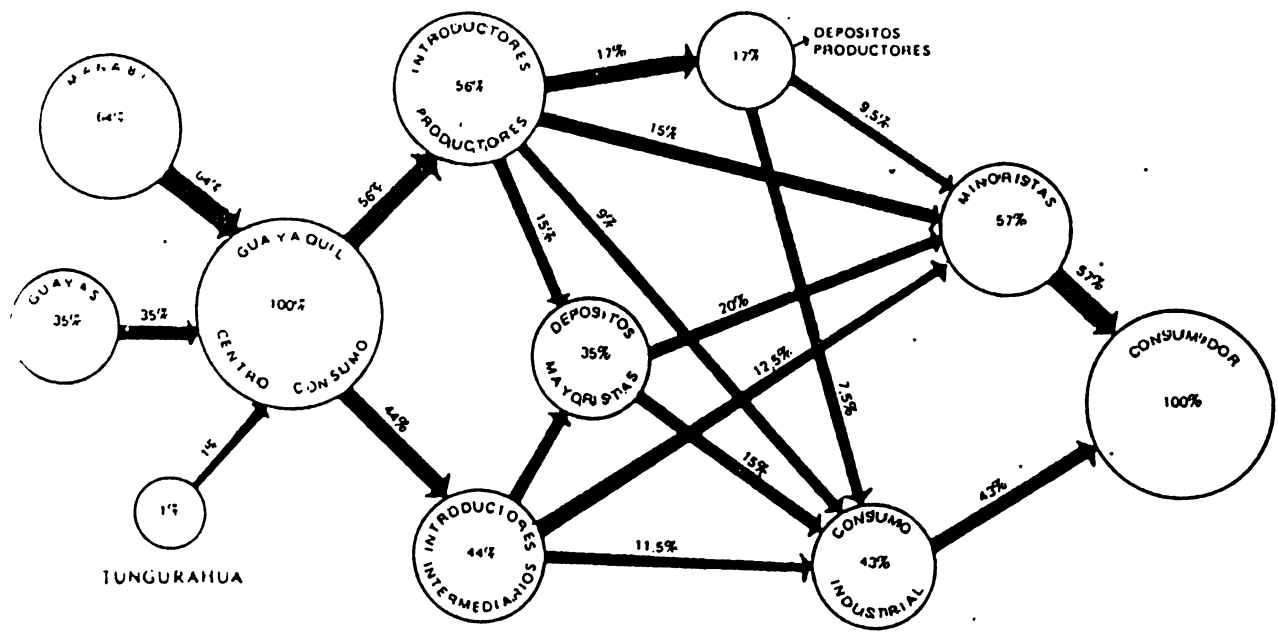 MANABI
64%
64%
GUAYAS
35%
35%
1%
1%
TUNGURAHUA
GUAYAQUIL
100%
CENTRO CONSUMO
56%
44%
INTRODUCTORES
56%
PRODUCTORES
INTRODUCTORES
44%
INTERMEDIARIOS
17%
15%
9%
15%
17%
DEPOSITOS
PRODUCTORES
9.5%
7.5%
DEPOSITOS
35%
MAYORISTAS
20%
15%
12.5%
11.5%
MINORISTAS
57%
57%
CONSUMO
43%
INDUSTRIAL
43%
CONSUMIDOR
100%